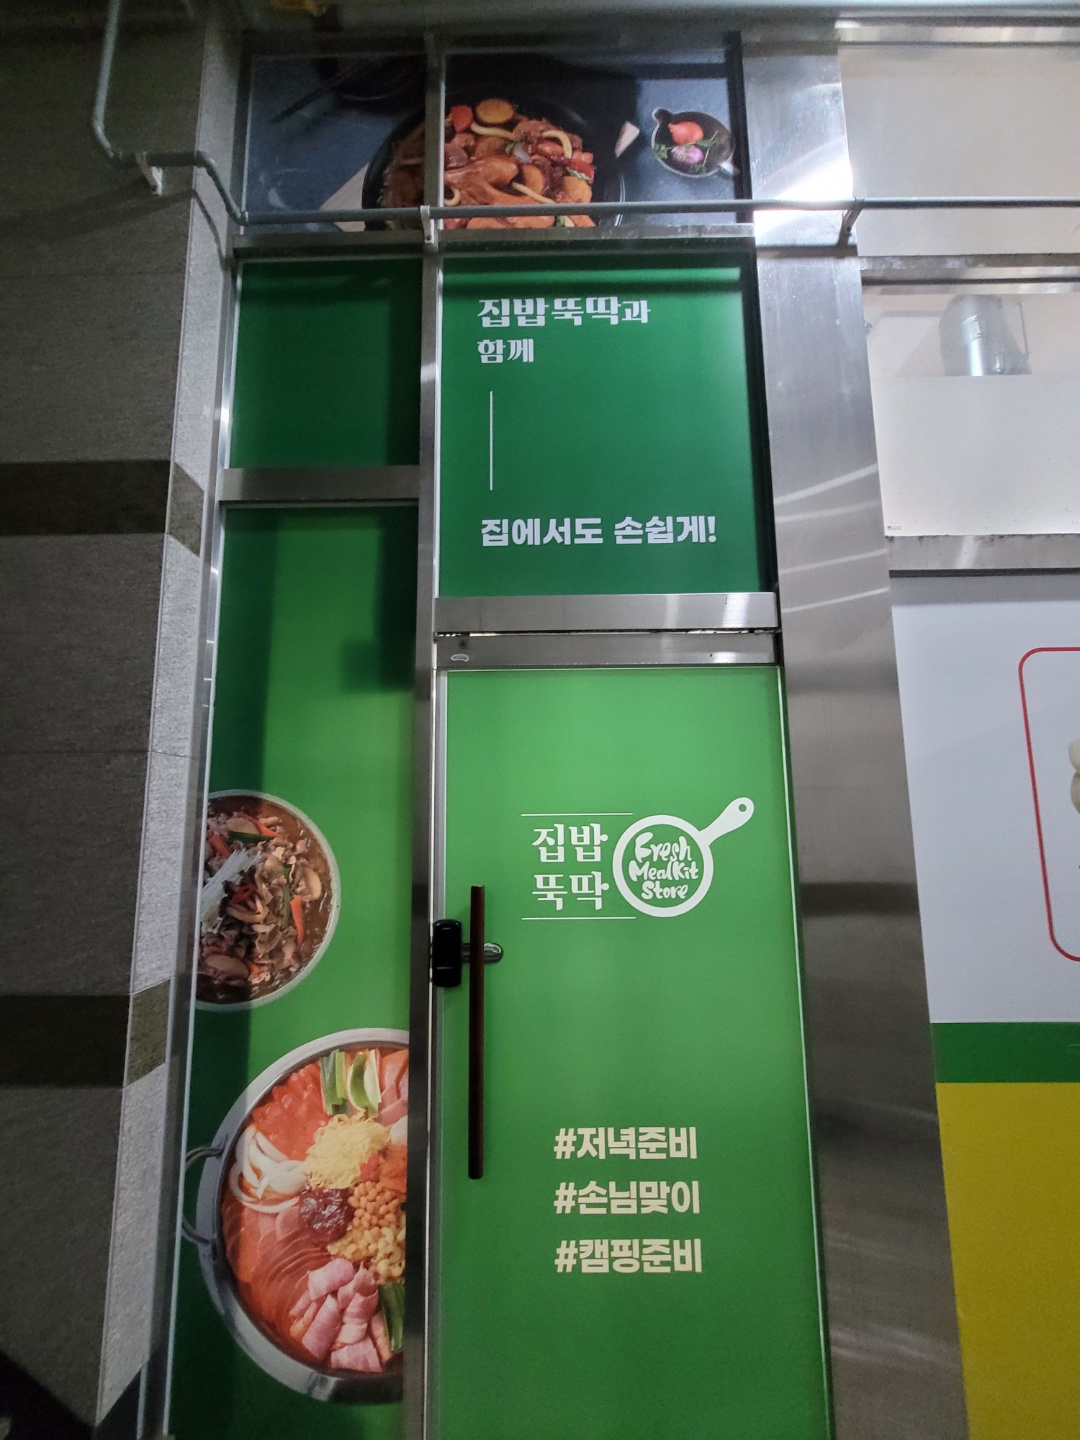 집밥뚝딱과
함께
집에서도 손쉽게!
집밥
뚝딱
Fresh
MealKit
Store
#저녁준비
#손님맞이
#캠핑준비